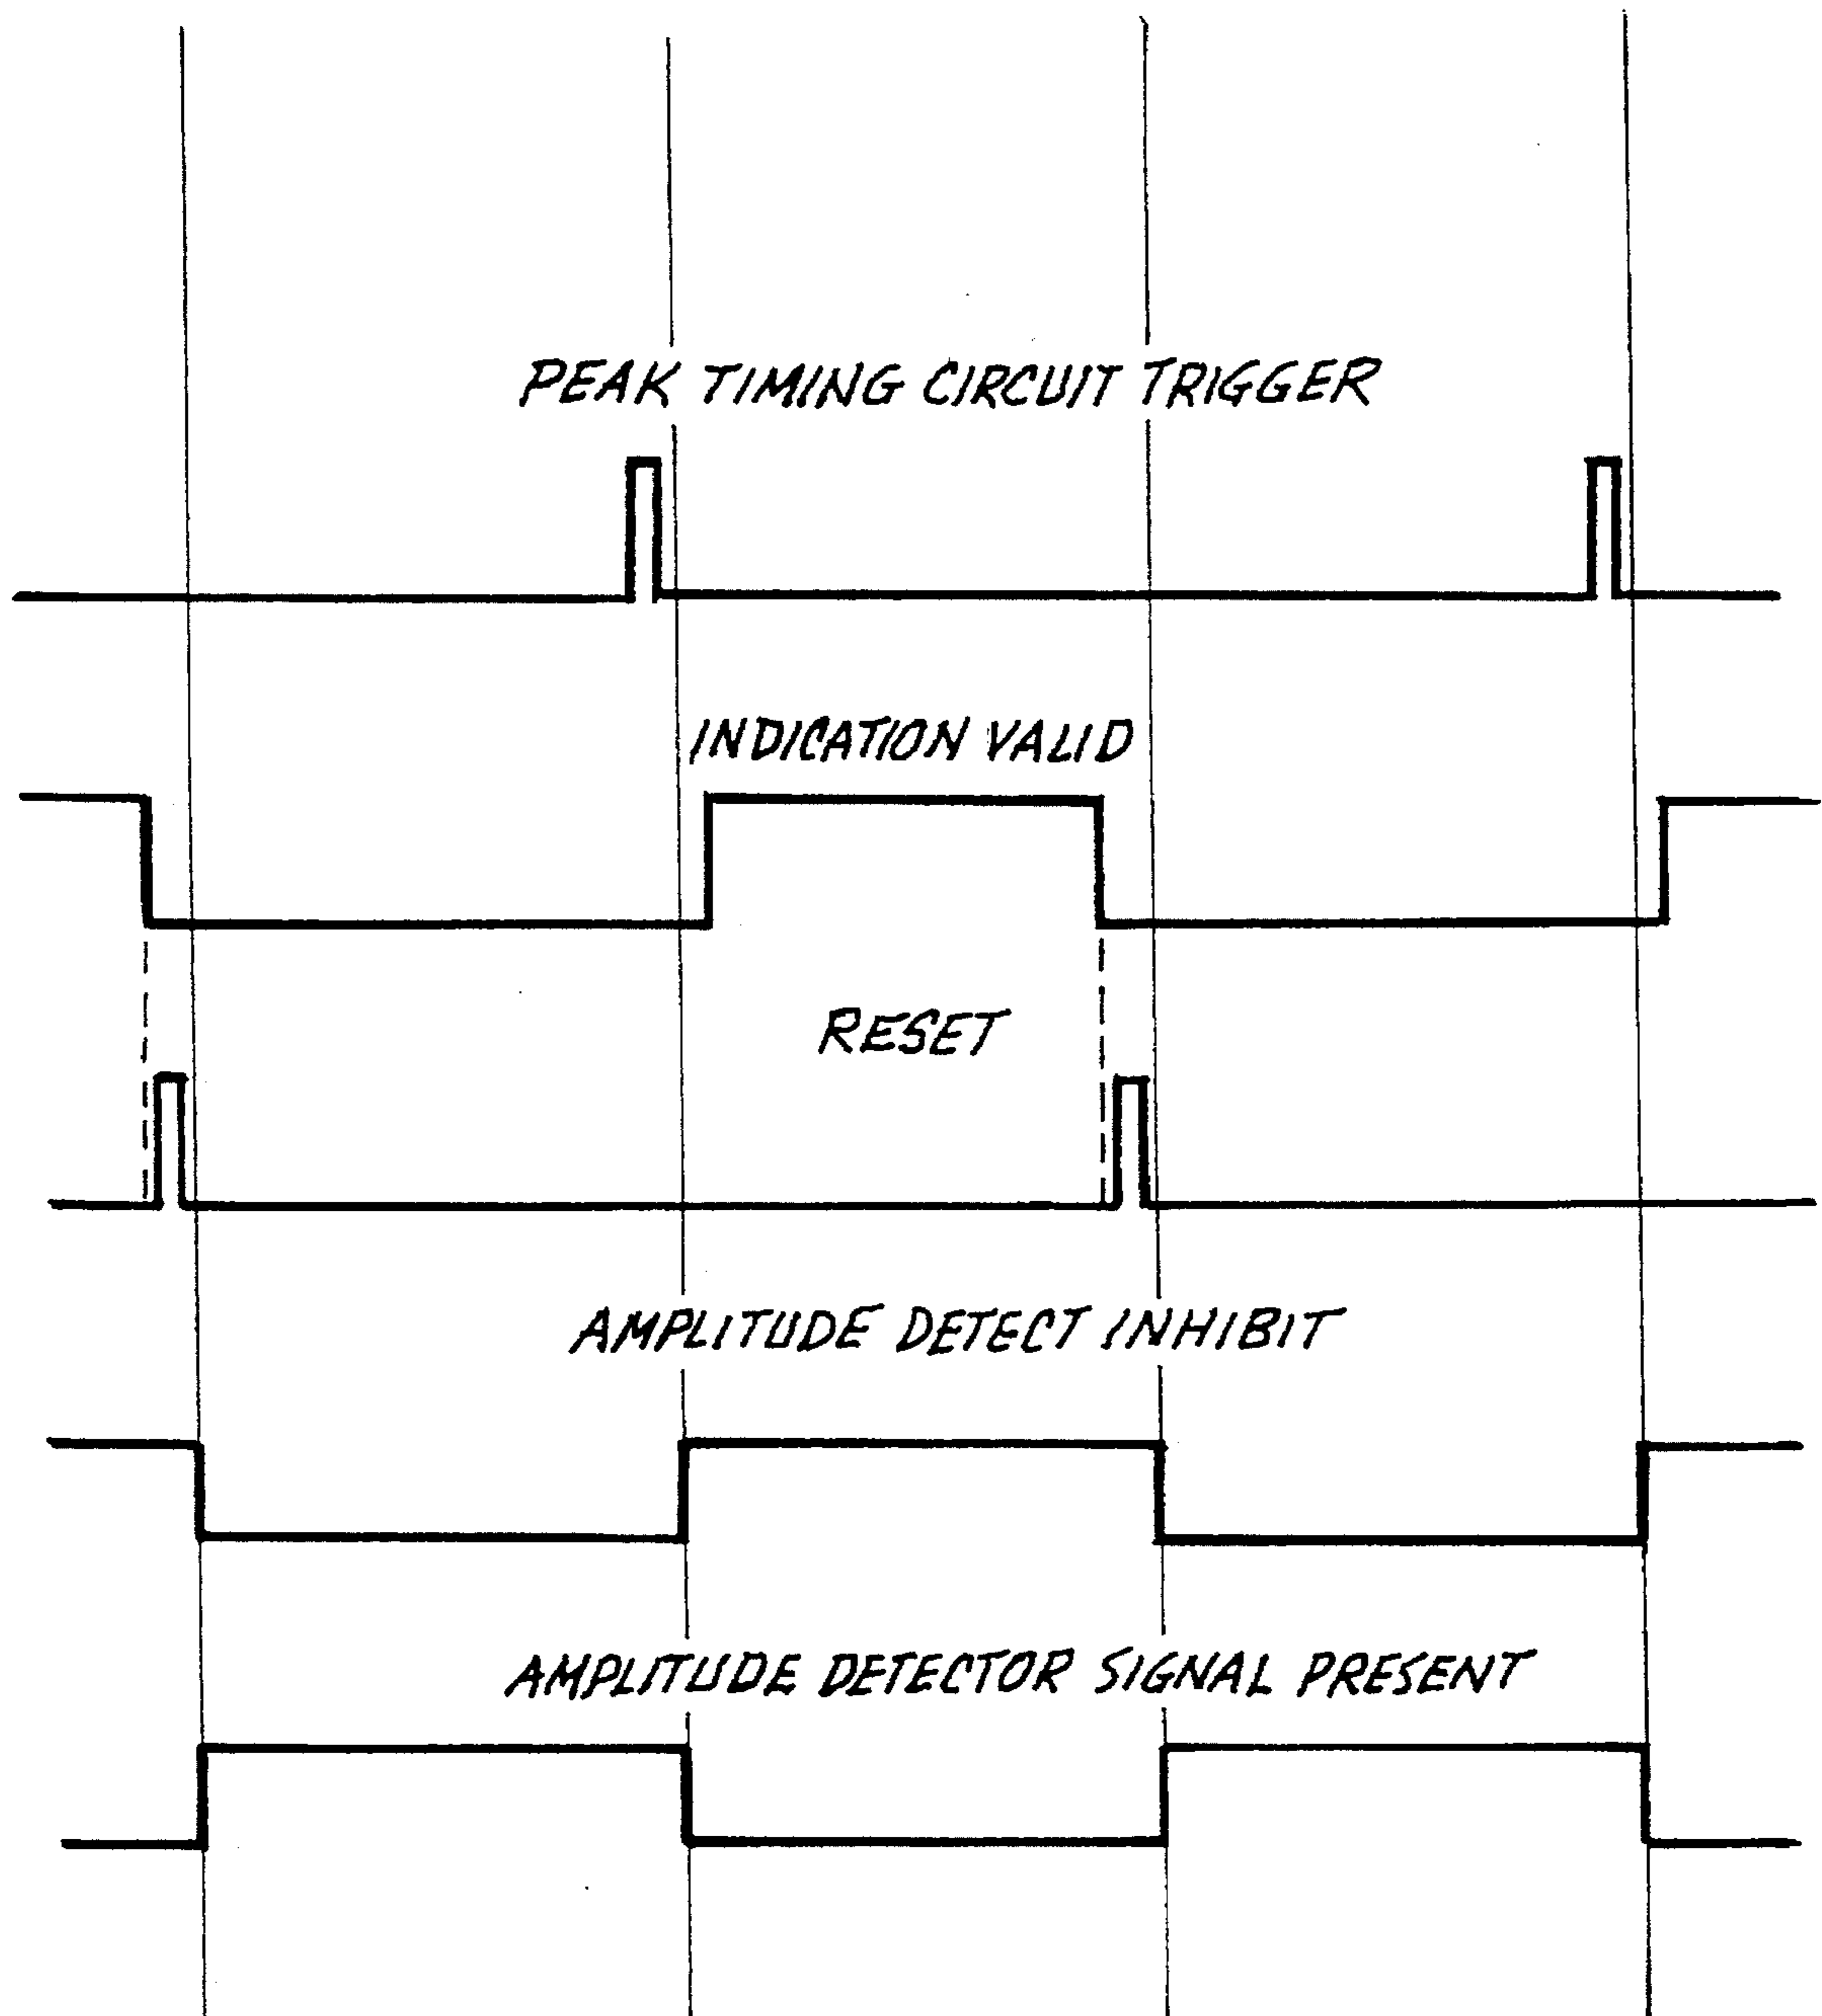 PEAK TIMING CIRCUIT TRIGGER
INDICATION VALID
RESET
AMPLITUDE DETECT INHIBIT
AMPLITUDE DETECTOR SIGNAL PRESENT